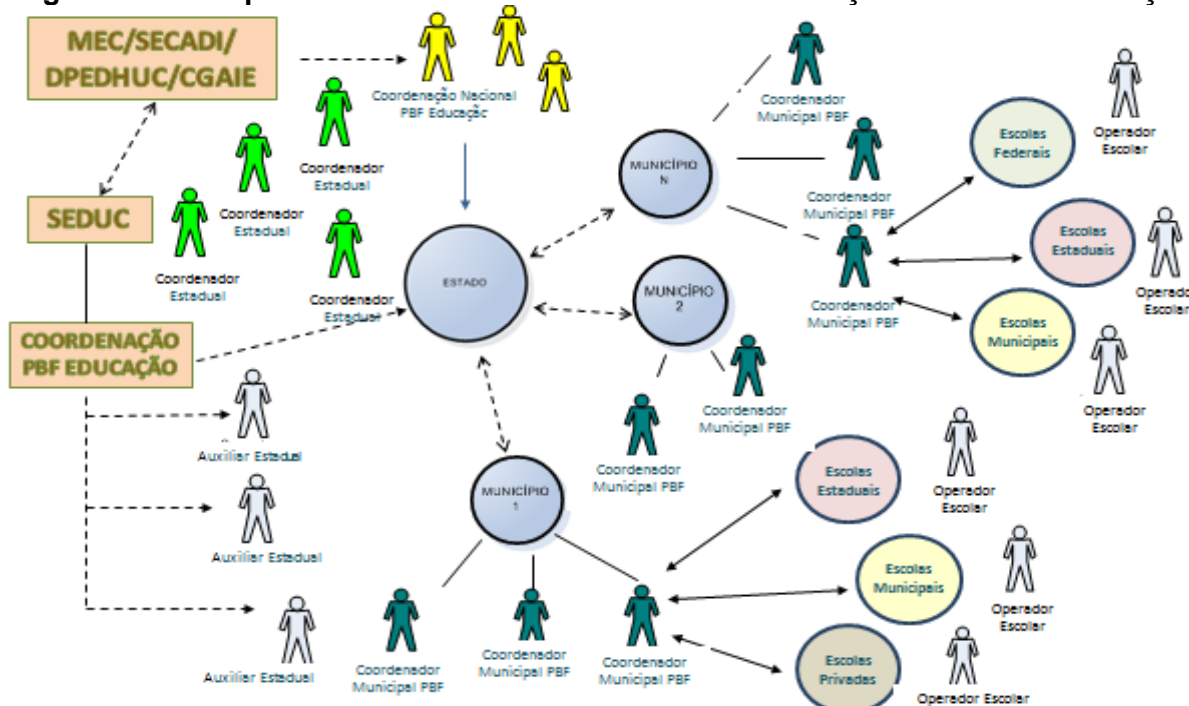 MEC/SECADI/
DPEDHUC/CGAIE
Coordenação Nacional
PBF Educaçãc
Coordenador
Municipal PBF
Operador
Escolar
Escolas
Federais
Coordenador
Estadual
MUNICÍPIO
N
Coordenador
Municipal PBF
SEDUC
Coordenador
Estadual
Escolas
Estaduais
Operador
Escolar
Coordenador
Estadual
ESTADO
MUNICÍPIO
2
Coordenador
Municipal PBF
Coordenador
Estadual
Escolas
Municipais
COORDENAÇÃO
PBF EDUCAÇÃO
Operador
Escolar
Coordenador
Municipal PBF
Auxiliar Estadual
Coordenador
Municipal PBF
MUNICÍPIO
1
Escolas
Estaduais
Operador
Escolar
Auxiliar Estadual
Escolas
Municipais
Operador
Escolar
Coordenador
Municipal PBF
Coordenador
Municipal PBF
Coordenador
Municipal PBF
Auxiliar Estadual
Escolas
Privadas
Operador Escolar